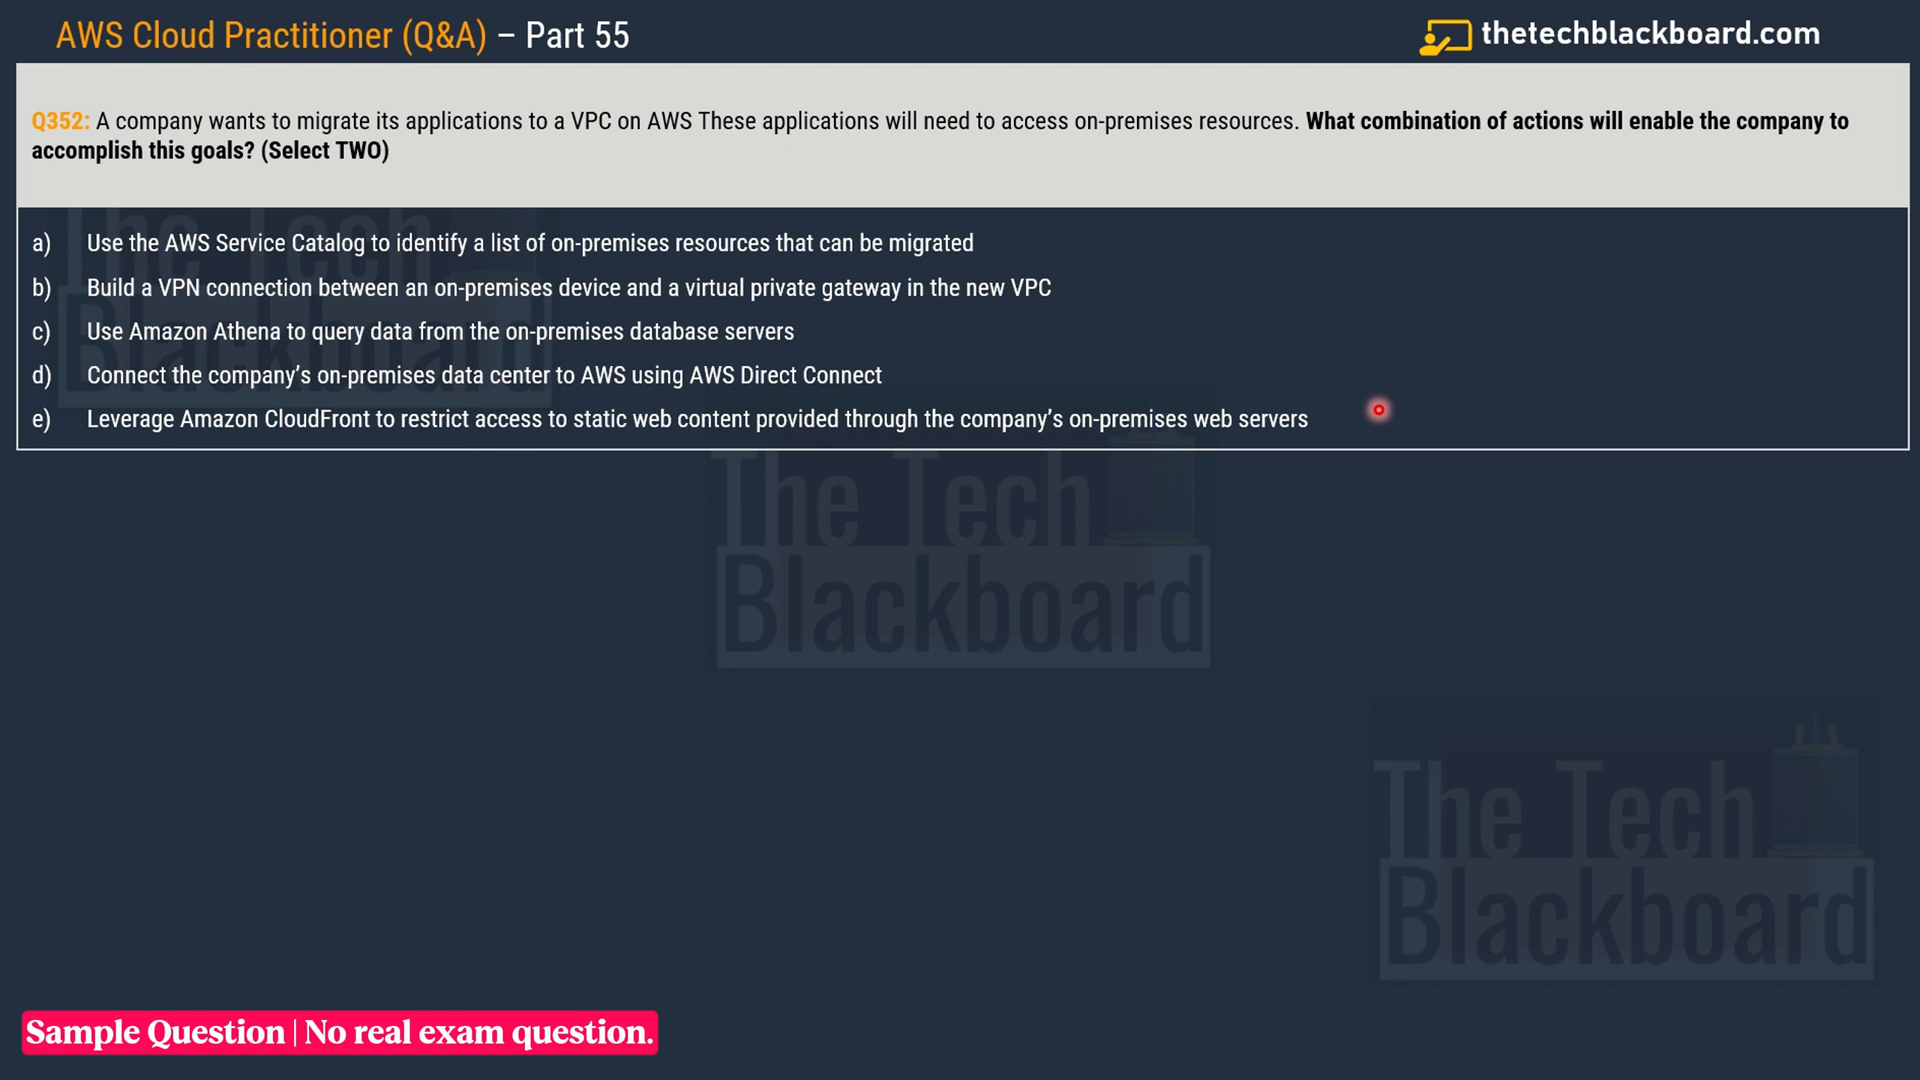 AWS Cloud Practitioner (Q&A) – Part 55
thetechblackboard.com
Q352: A company wants to migrate its applications to a VPC on AWS These applications will need to access on-premises resources. What combination of actions will enable the company to
accomplish this goals? (Select TWO)
a) Use the AWS Service Catalog to identify a list of on-premises resources that can be migrated
b) Build a VPN connection between an on-premises device and a virtual private gateway in the new VPC
c) Use Amazon Athena to query data from the on-premises database servers
d) Connect the company’s on-premises data center to AWS using AWS Direct Connect
e) Leverage Amazon CloudFront to restrict access to static web content provided through the company’s on-premises web servers
The Tech
Blackboard
The Tech
Blackboard
The Tech
Blackboard
Sample Question | No real exam question.